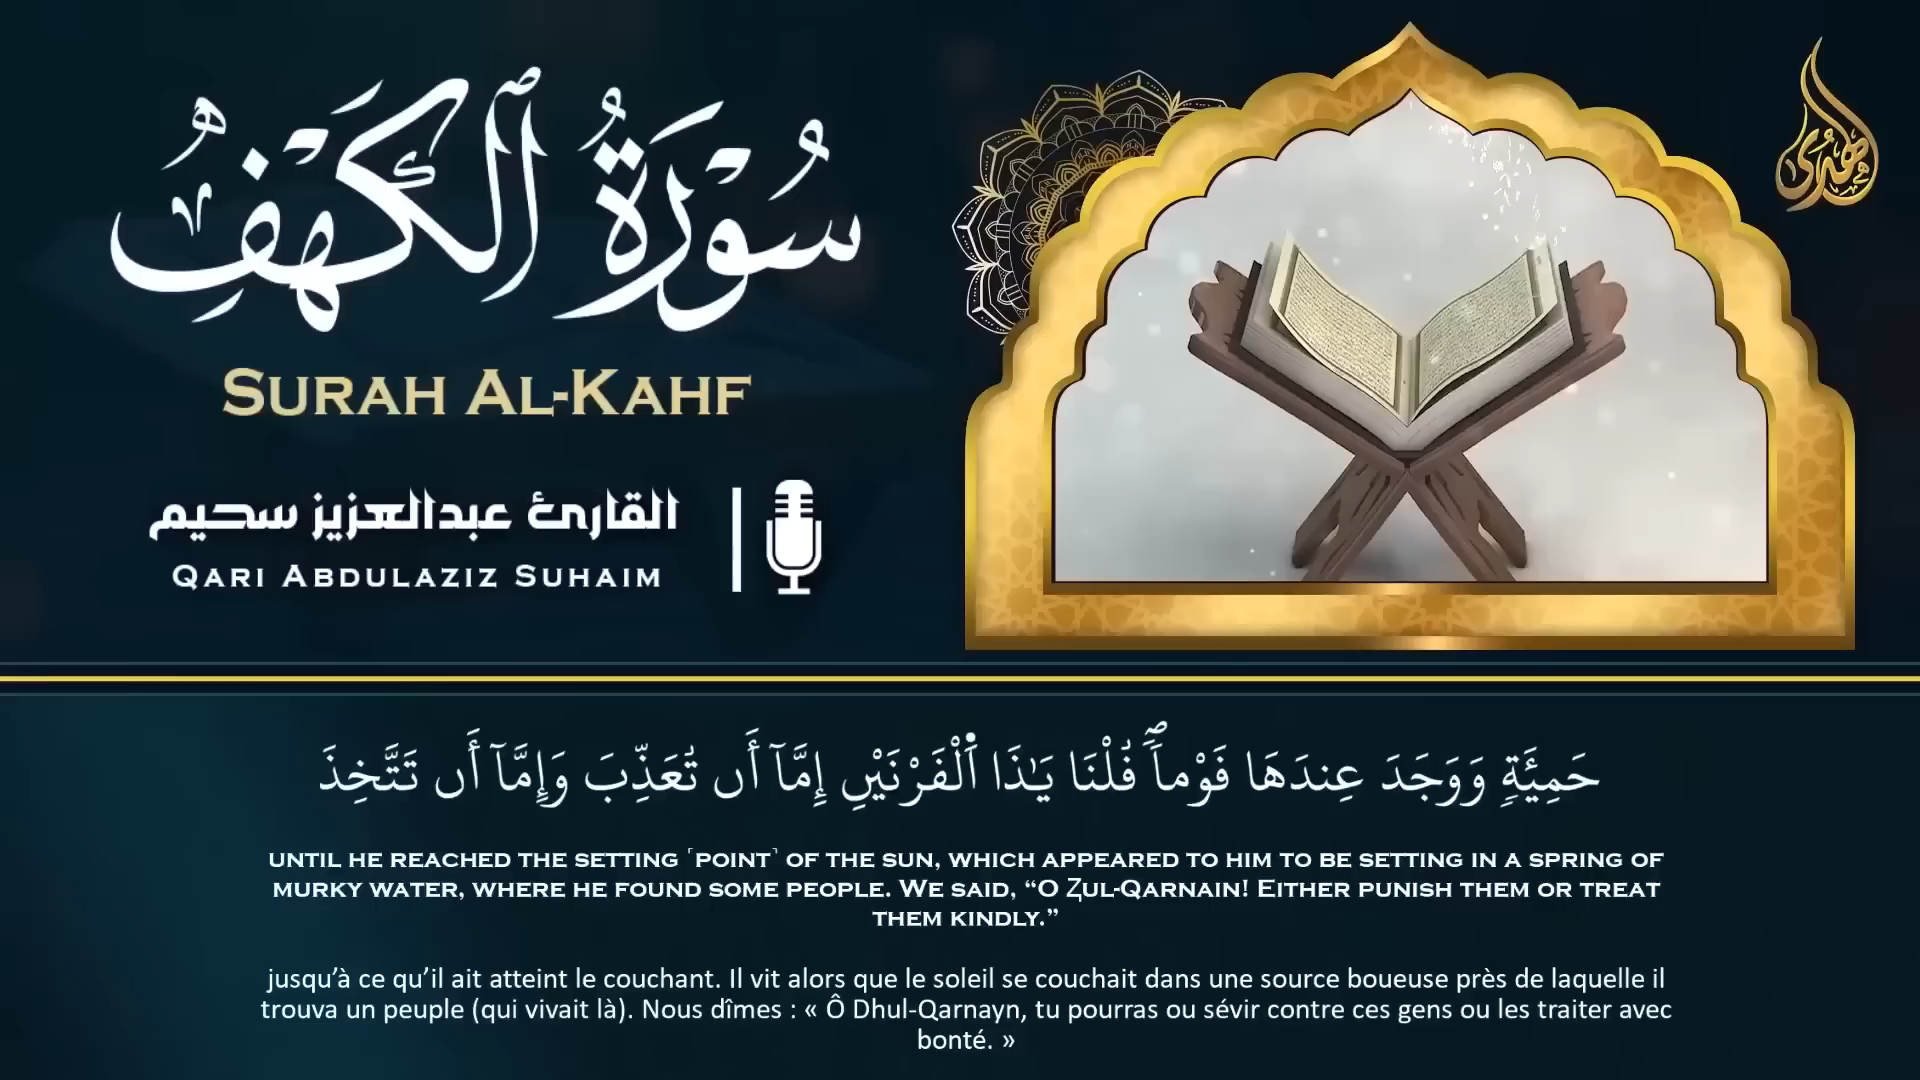 سُورَةُ ٱلْكَهْفِ
SURAH AL-KAHF
القارئ عبدالعزيز سحيم
QARI ABDULAZIZ SUHAIM
حَمِئَةٖ وَوَجَدَ عِندَهَا قَوْماٗۖ قُلْنَا يَٰذَا اَ۬لْقَرْنَيْنِ إِمَّآ أَن تُعَذِّبَ وَإِمَّآ أَن تَتَّخِذَ
UNTIL HE REACHED THE SETTING ˹POINT˺ OF THE SUN, WHICH APPEARED TO HIM TO BE SETTING IN A SPRING OF
MURKY WATER, WHERE HE FOUND SOME PEOPLE. WE SAID, “O ⱫUL-QARNAIN! EITHER PUNISH THEM OR TREAT
THEM KINDLY.”
jusqu’à ce qu’il ait atteint le couchant. Il vit alors que le soleil se couchait dans une source boueuse près de laquelle il
trouva un peuple (qui vivait là). Nous dîmes : « Ô Dhul-Qarnayn, tu pourras ou sévir contre ces gens ou les traiter avec
bonté. »